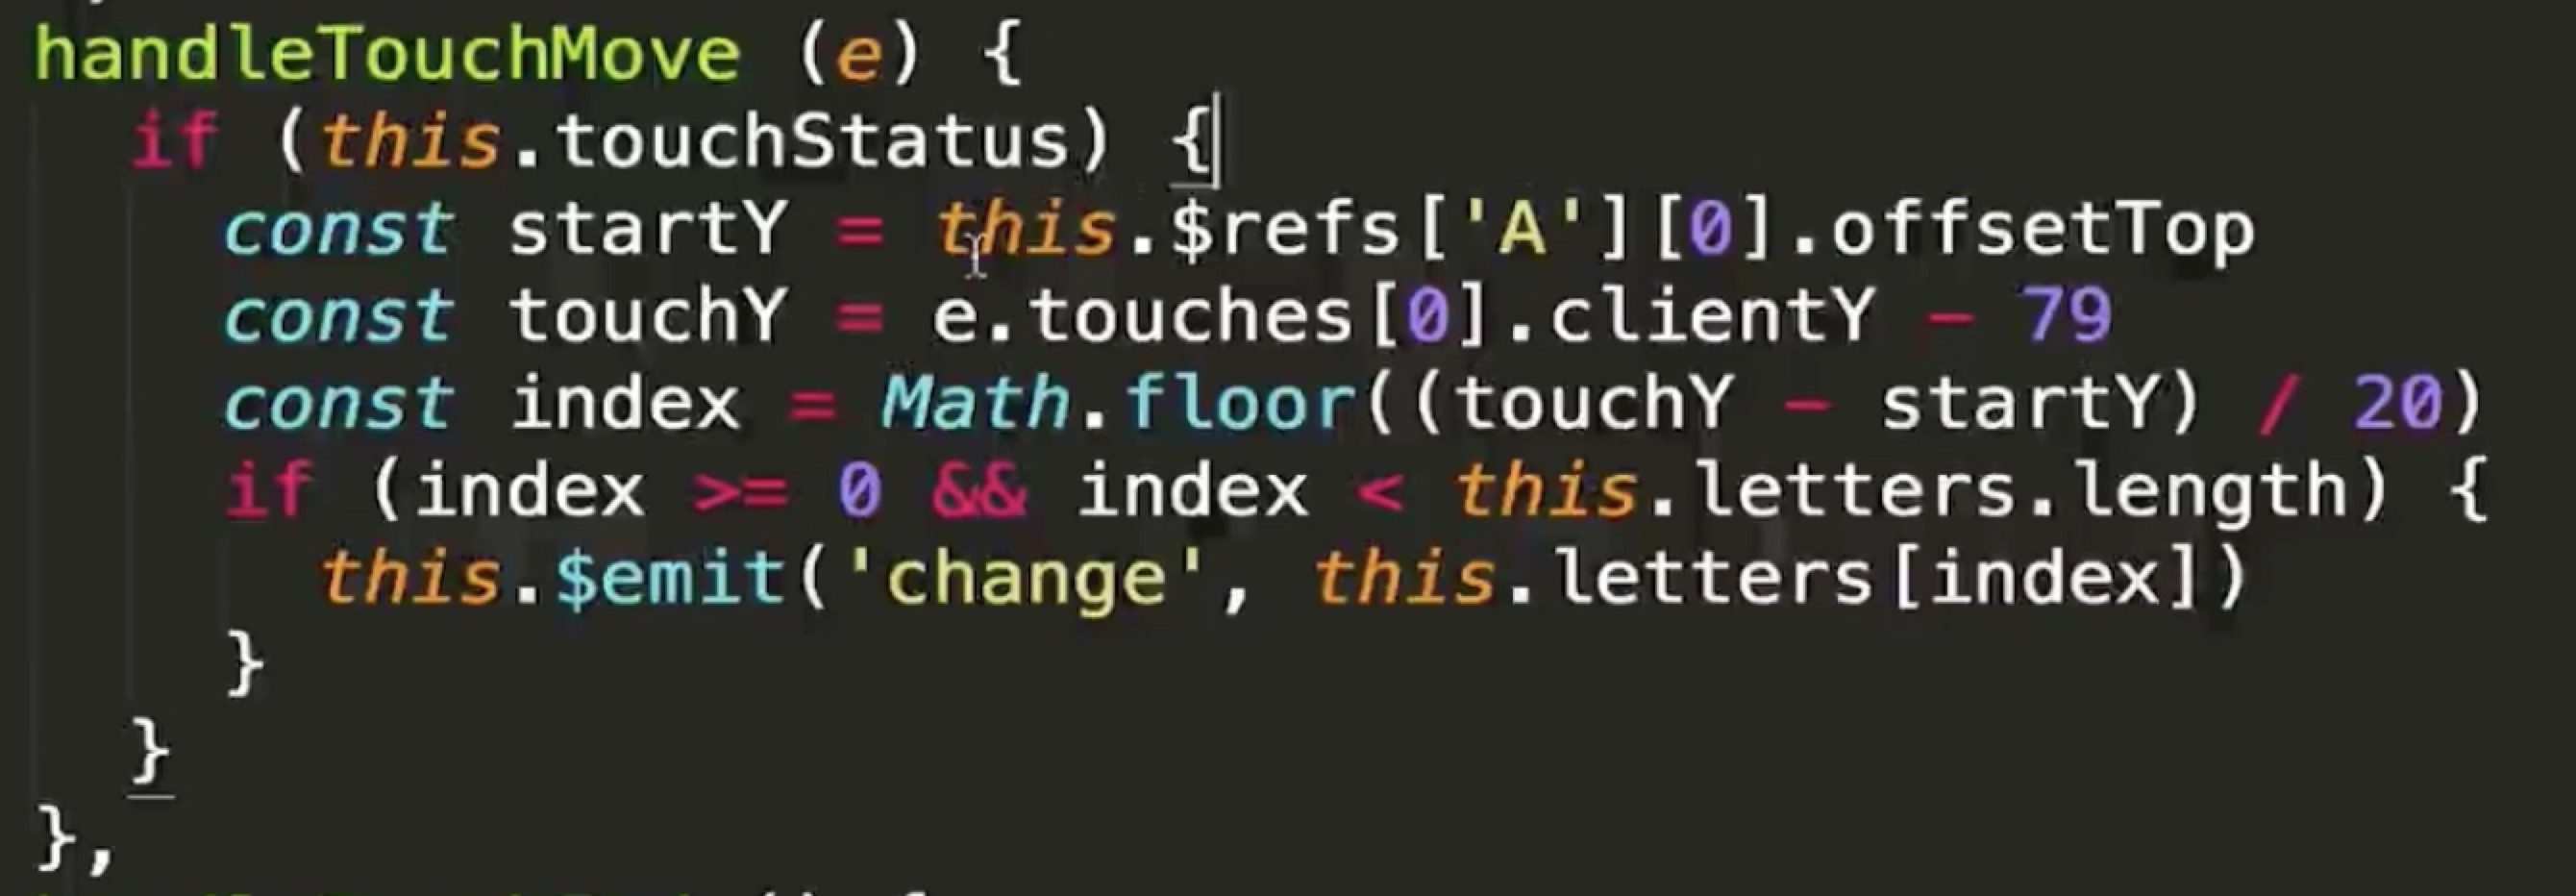 handleTouchMove (e) {
if (this.touchStatus) {
const startY = this.$refs['A'][0].offsetTop
const touchY = e.touches[0].clientY - 79
const index = Math.floor((touchY - startY) / 20)
if (index >= 0 && index < this.letters.length) {
this.$emit('change', this.letters[index])
}
}
},